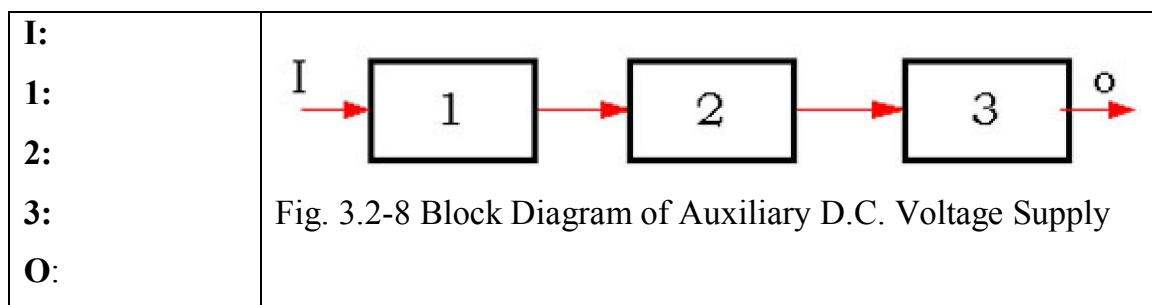 I:
1:
2:
3:
O:
I
1
2
3
o
Fig. 3.2-8 Block Diagram of Auxiliary D.C. Voltage Supply